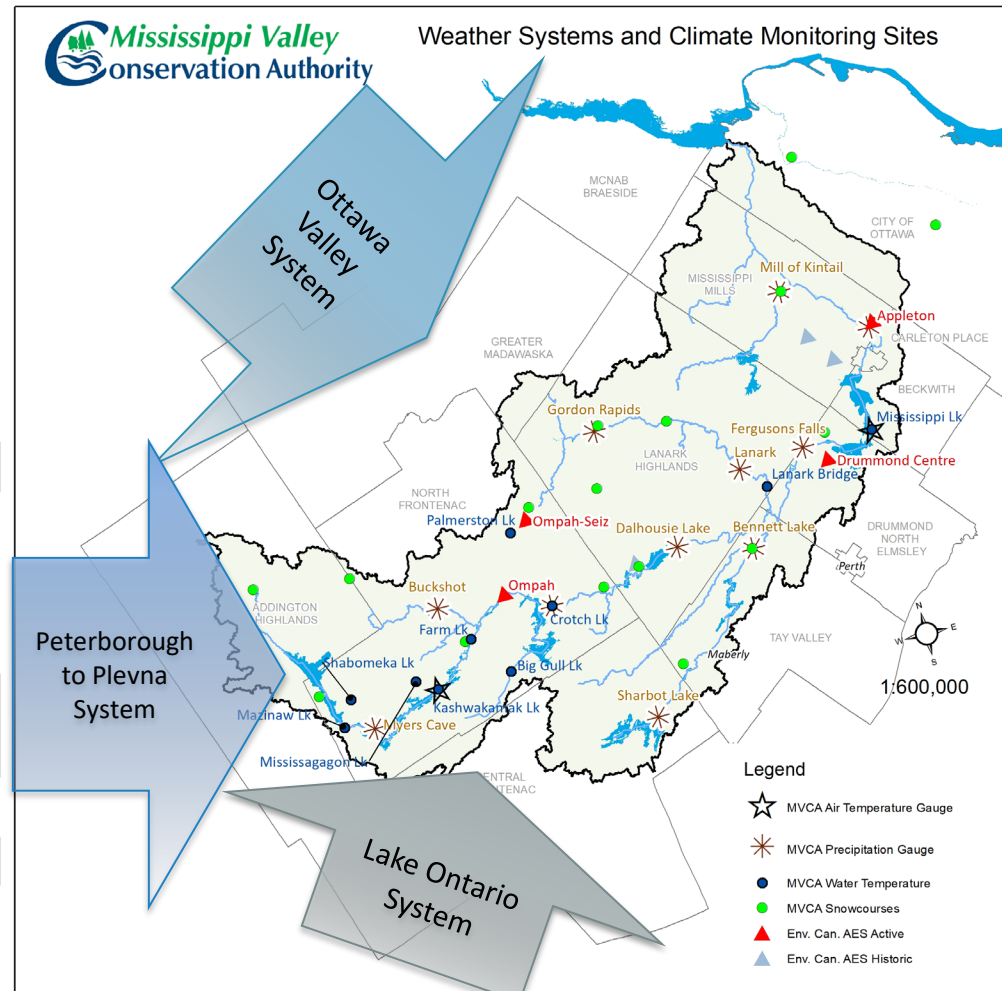 Mississippi Valley
Conservation Authority
Weather Systems and Climate Monitoring Sites
Ottawa
Valley
System
MCNAB
BRAESIDE
CITY OF
OTTAWA
Mill of Kintail
MISSISSIPPI
MILLS
Appleton
CARLETON PLACE
GREATER
MADAWASKA
BECKWITH
Mississippi Lk
Gordon Rapids
Fergusons Falls
LANARK
HIGHLANDS
Lanark
Drummond Centre
Lanark Bridge
NORTH
FRONTENAC
Palmerston Lk
Ompah-Seiz
Dalhousie Lake
Bennett Lake
DRUMMOND
NORTH
ELMSLEY
Perth
Buckshot
Ompah
ADDINGTON
HIGHLANDS
Crotch Lk
Farm Lk
TAY VALLEY
Maberly
N
W E
S
1:600,000
Peterborough
to Plevna
System
Shabomeka Lk
Big Gull Lk
Kashwakamak Lk
Sharbot Lake
Mazinaw Lk
Myers Cave
Mississagagon Lk
ENTRAL
TENAC
Lake Ontario
System
Legend
MVCA Air Temperature Gauge
MVCA Precipitation Gauge
MVCA Water Temperature
MVCA Snowcourses
Env. Can. AES Active
Env. Can. AES Historic